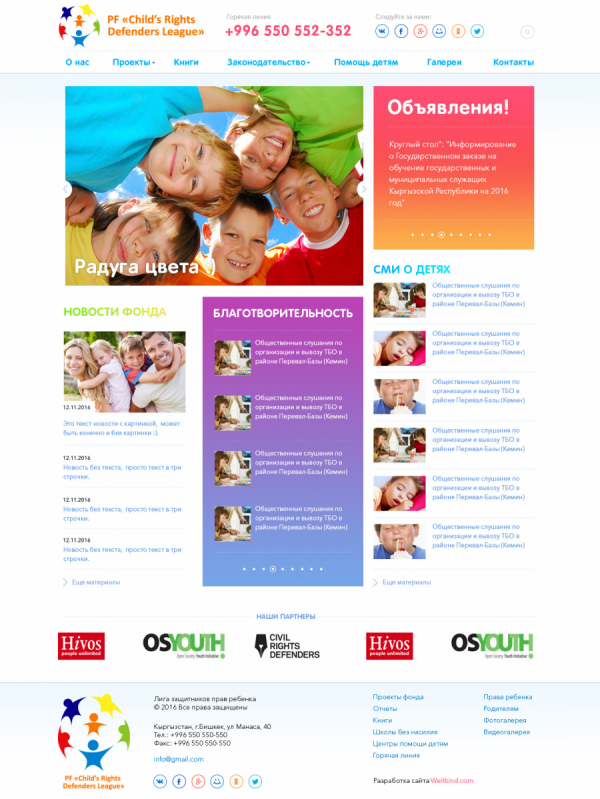 PF «Child's Rights
Defenders League»
Горячая линия
+996 550 552-352
Следуйте за нами:
О нас
Проекты
Книги
Законодательство
Помощь детям
Галереи
Контакты
Радуга цвета :)
Объявления!
Круглый стол": "Информирование
о Государственном заказе на
обучение государственных и
муниципальных служащих
Кыргызской Республики на 2016
год"
НОВОСТИ ФОНДА
12.11.2016
Это текст новости с картинкой, может
быть конечно и без картинки :).
12.11.2016
Новость без текста, просто текст в три
строчки.
12.11.2016
Новость без текста, просто текст в три
строчки.
12.11.2016
Новость без текста, просто текст в три
строчки.
Еще материалы
БЛАГОТВОРИТЕЛЬНОСТЬ
Общественные слушания по
организации и вывозу ТБО в
районе Перевал-Базы (Кемин)
Общественные слушания по
организации и вывозу ТБО в
районе Перевал-Базы (Кемин)
Общественные слушания по
организации и вывозу ТБО в
районе Перевал-Базы (Кемин)
Общественные слушания по
организации и вывозу ТБО в
районе Перевал-Базы (Кемин)
СМИ О ДЕТЯХ
Общественные слушания по
организации и вывозу ТБО в
районе Перевал-Базы (Кемин)
Общественные слушания по
организации и вывозу ТБО в
районе Перевал-Базы (Кемин)
Общественные слушания по
организации и вывозу ТБО в
районе Перевал-Базы (Кемин)
Общественные слушания по
организации и вывозу ТБО в
районе Перевал-Базы (Кемин)
Общественные слушания по
организации и вывозу ТБО в
районе Перевал-Базы (Кемин)
Общественные слушания по
организации и вывозу ТБО в
районе Перевал-Базы (Кемин)
Еще материалы
НАШИ ПАРТНЕРЫ
Hivos
people unlimited
OSYOUTH
Open Society Youth Initiative
CIVIL
RIGHTS
DEFENDERS
Hivos
people unlimited
OSYOUTH
Open Society Youth Initiative
PF «Child's Rights
Defenders League»
Лига защитников прав ребенка
© 2016 Все права защищены
Кыргызстан, г.Бишкек, ул Манаса, 40
Тел.: +996 550 550-550
Факс: +996 550 550-550
info@gmail.com
Проекты фонда
Отчеты
Книги
Школы без насилия
Центры помощи детям
Горячая линия
Права ребенка
Родителям
Фотогалерея
Видеогалерея
Разработка сайта Weltkind.com